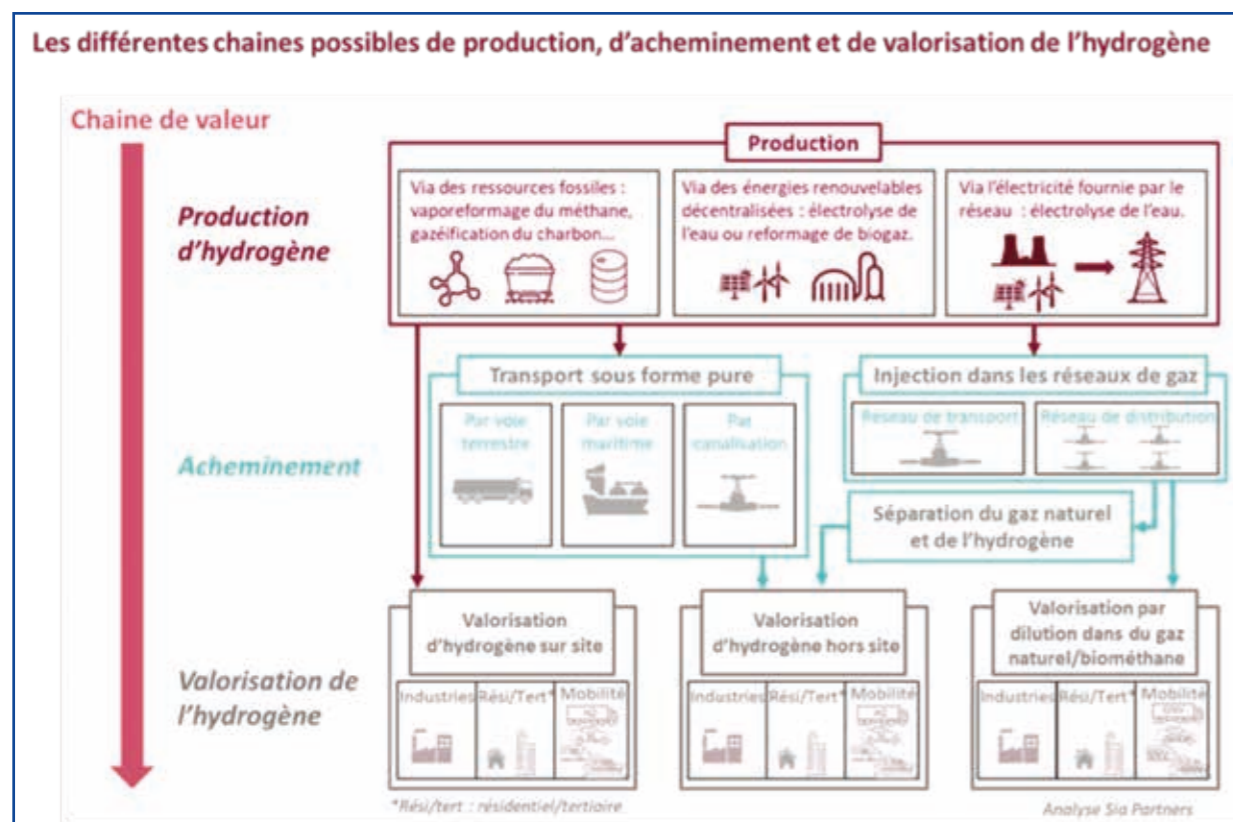 Les différentes chaines possibles de production, d'acheminement et de valorisation de l'hydrogène
Chaine de valeur
Production d'hydrogène
Production
Via des ressources fossiles :
vaporeformage du méthane,
gazéification du charbon...
Via des énergies renouvelables
décentralisées : électrolyse de
l'eau ou reformage de biogaz.
Via l'électricité fournie par le
réseau : électrolyse de l'eau.
Acheminement
Transport sous forme pure
Par voie
terrestre
Par voie
maritime
Par
canalisation
Injection dans les réseaux de gaz
Réseau de transport
Réseau de distribution
Séparation du gaz naturel
et de l'hydrogène
Valorisation de
l'hydrogène
Valorisation
d'hydrogène sur site
Industries
Rési/Tert*
Mobilité
Valorisation
d'hydrogène hors site
Industries
Rési/Tert*
Mobilité
Valorisation par
dilution dans du gaz
naturel/biométhane
Industries
Rési/Tert*
Mobilité
*Rési/tert : résidentiel/tertiaire
Analyse Sia Partners